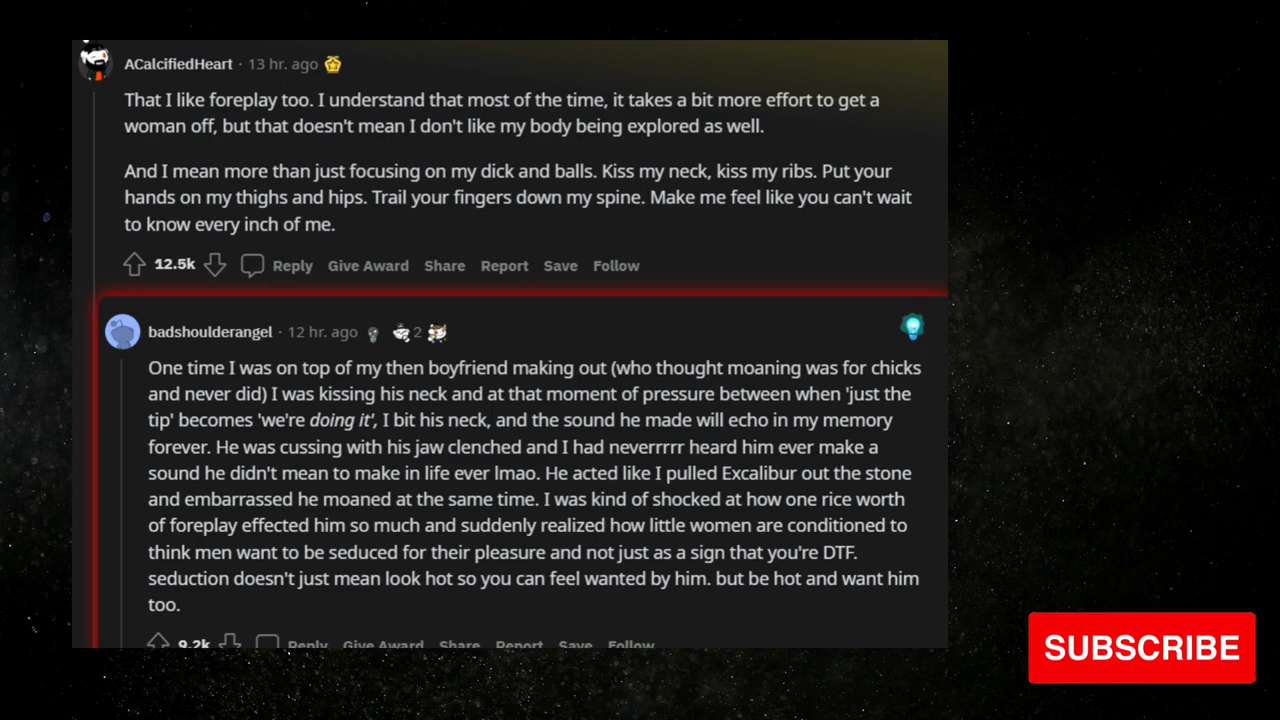 ACalcifiedHeart · 13 hr. ago
That I like foreplay too. I understand that most of the time, it takes a bit more effort to get a
woman off, but that doesn't mean I don't like my body being explored as well.
And I mean more than just focusing on my dick and balls. Kiss my neck, kiss my ribs. Put your
hands on my thighs and hips. Trail your fingers down my spine. Make me feel like you can't wait
to know every inch of me.
12.5k Reply Give Award Share Report Save Follow
badshoulderangel · 12 hr. ago 2
One time I was on top of my then boyfriend making out (who thought moaning was for chicks
and never did) I was kissing his neck and at that moment of pressure between when 'just the
tip' becomes 'we're doing it', I bit his neck, and the sound he made will echo in my memory
forever. He was cussing with his jaw clenched and I had neverrrrr heard him ever make a
sound he didn't mean to make in life ever lmao. He acted like I pulled Excalibur out the stone
and embarrassed he moaned at the same time. I was kind of shocked at how one rice worth
of foreplay effected him so much and suddenly realized how little women are conditioned to
think men want to be seduced for their pleasure and not just as a sign that you're DTF.
seduction doesn't just mean look hot so you can feel wanted by him. but be hot and want him
too.
9.2k Reply Give Award Share Report Save Follow
SUBSCRIBE